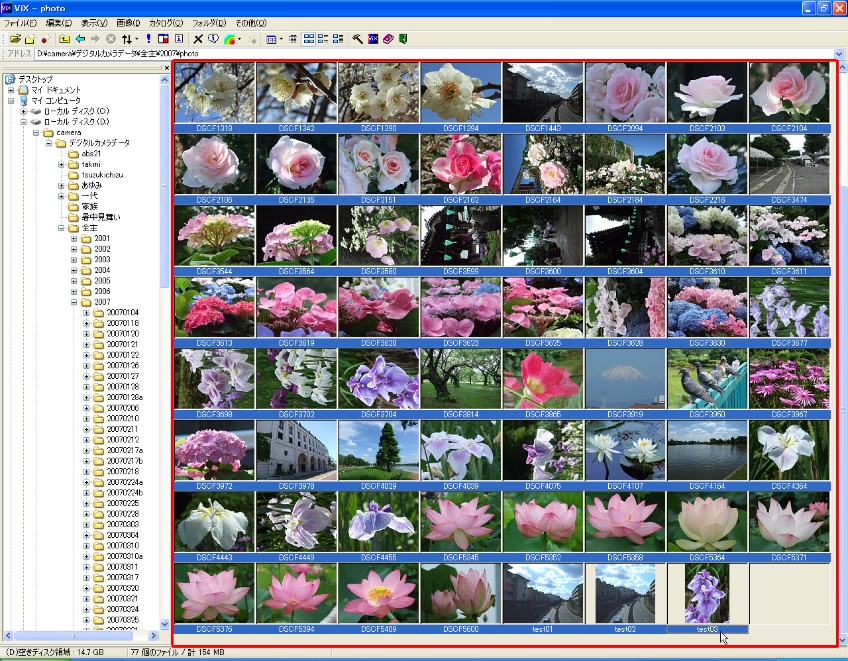 ViX - photo
ファイル(F) 編集(E) 表示(V) 画像(I) カタログ(C) フォルダ(D) その他(O)
アドレス D:¥camera¥デジタルカメラデータ¥全主¥2007¥photo
デスクトップ
マイ ドキュメント
マイ コンピュータ
ローカル ディスク (C:)
ローカル ディスク (D:)
camera
デジタルカメラデータ
abs21
takmi
tsuzukichizu
あゆみ
一代
家族
暑中見舞い
全主
2001
2002
2003
2004
2005
2006
2007
20070104
20070118
20070120
20070121
20070122
20070126
20070127
20070128
20070128a
20070206
20070210
20070211
20070212
20070217a
20070217b
20070218
20070224a
20070224b
20070225
20070228
20070303
20070304
20070310
20070310a
20070311
20070317
20070320
20070321
20070324
20070325
DSCF1318 DSCF1342 DSCF1390 DSCF1394 DSCF1443 DSCF2094 DSCF2103 DSCF2104
DSCF2106 DSCF2135 DSCF2151 DSCF2162 DSCF2164 DSCF2184 DSCF2216 DSCF3474
DSCF3544 DSCF3564 DSCF3580 DSCF3599 DSCF3600 DSCF3604 DSCF3610 DSCF3611
DSCF3613 DSCF3619 DSCF3620 DSCF3623 DSCF3625 DSCF3628 DSCF3630 DSCF3677
DSCF3698 DSCF3702 DSCF3704 DSCF3814 DSCF3865 DSCF3919 DSCF3950 DSCF3967
DSCF3972 DSCF3978 DSCF4029 DSCF4039 DSCF4075 DSCF4107 DSCF4164 DSCF4364
DSCF4443 DSCF4449 DSCF4455 DSCF5345 DSCF5352 DSCF5358 DSCF5364 DSCF5371
DSCF5376 DSCF5394 DSCF5409 DSCF5600 test01 test02 test03
(D:)空きディスク領域 : 14.7 GB 77 個のファイル / 計 154 MB